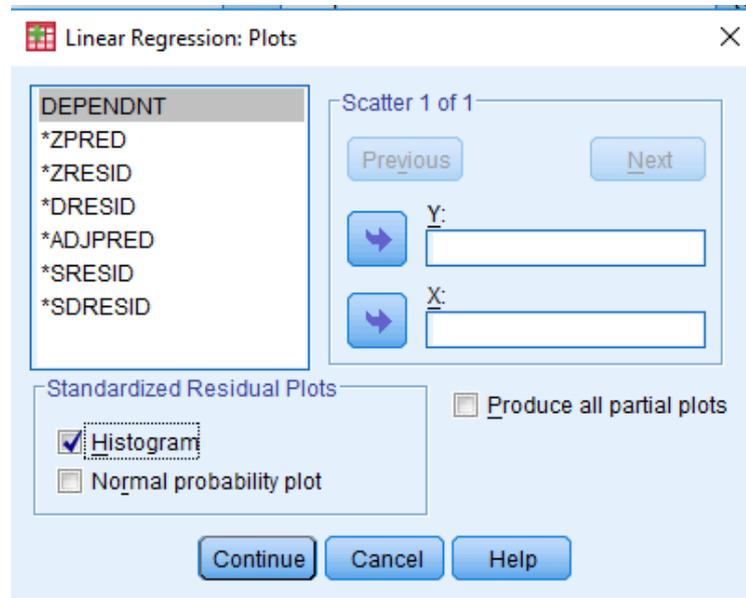 Linear Regression: Plots
DEPENDNT
*ZPRED
*ZRESID
*DRESID
*ADJPRED
*SRESID
*SDRESID
Scatter 1 of 1
Previous Next
Y:
X:
Standardized Residual Plots
Histogram
Normal probability plot
Produce all partial plots
Continue Cancel Help